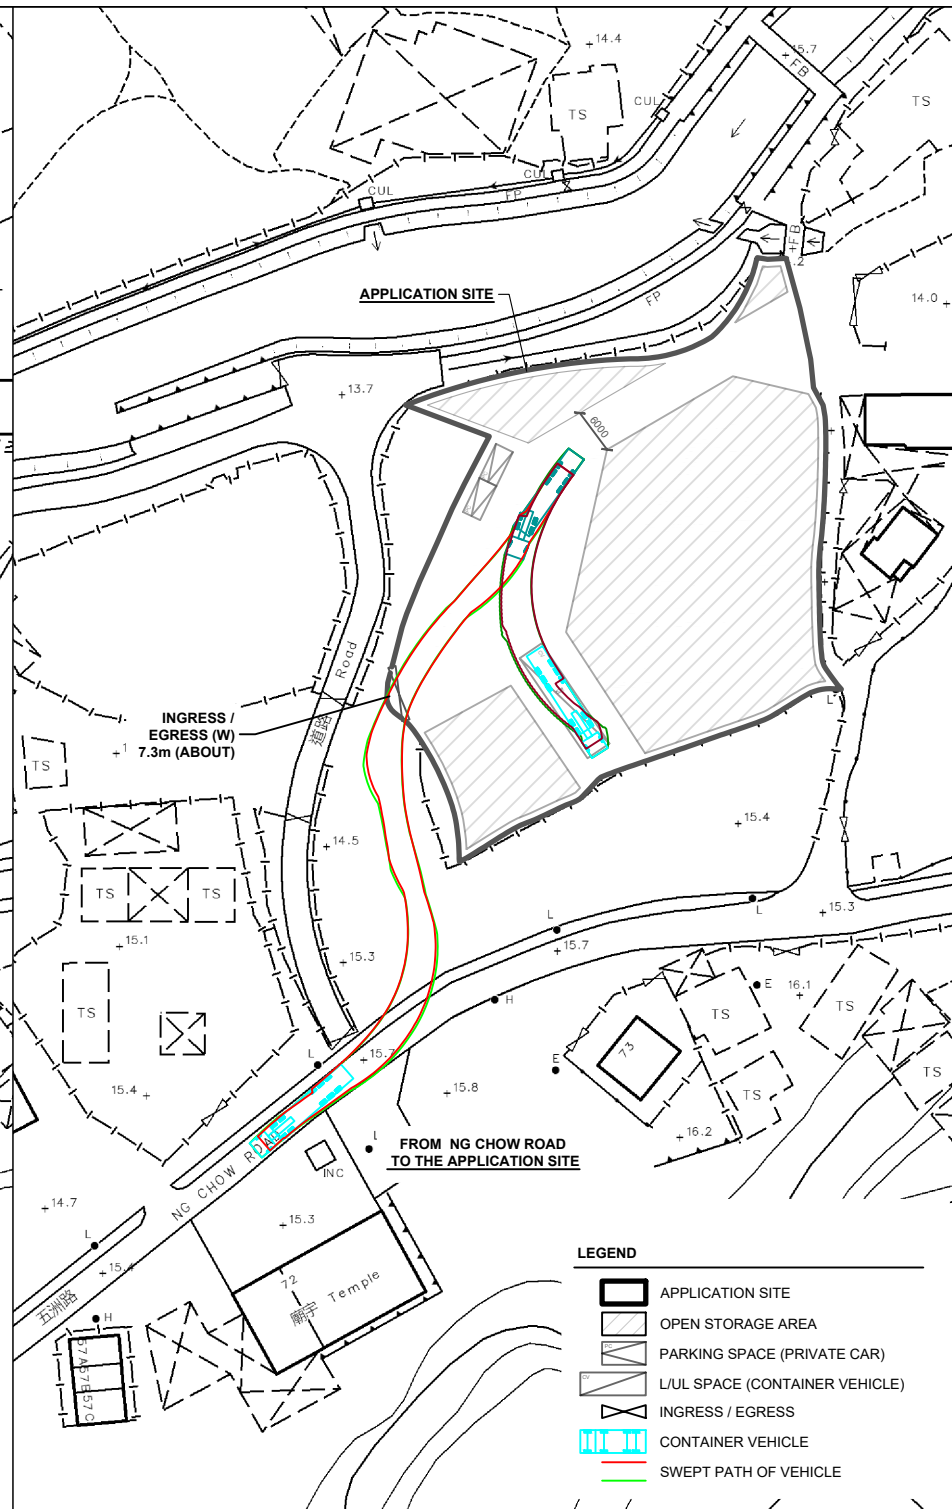 14.4
15.7
FB
TS
TS
CUL
CUL
CUL
FP
FB
.2
14.0
APPLICATION SITE
FP
13.7
6000
Road
道路
INGRESS /
EGRESS (W)
7.3m (ABOUT)
TS
14.5
15.4
L
TS
TS
15.1
15.3
L
L
15.3
15.7
TS
H
E
16.1
TS
TS
L
15.7
E
73
TS
TS
15.4
15.8
16.2
FROM NG CHOW ROAD
TO THE APPLICATION SITE
NG CHOW ROAD
INC
14.7
15.3
L
15.4
五洲路
72
廟宇 Temple
H
57A57B57C
LEGEND
APPLICATION SITE
OPEN STORAGE AREA
PC
PARKING SPACE (PRIVATE CAR)
CV
L/UL SPACE (CONTAINER VEHICLE)
INGRESS / EGRESS
CONTAINER VEHICLE
SWEPT PATH OF VEHICLE